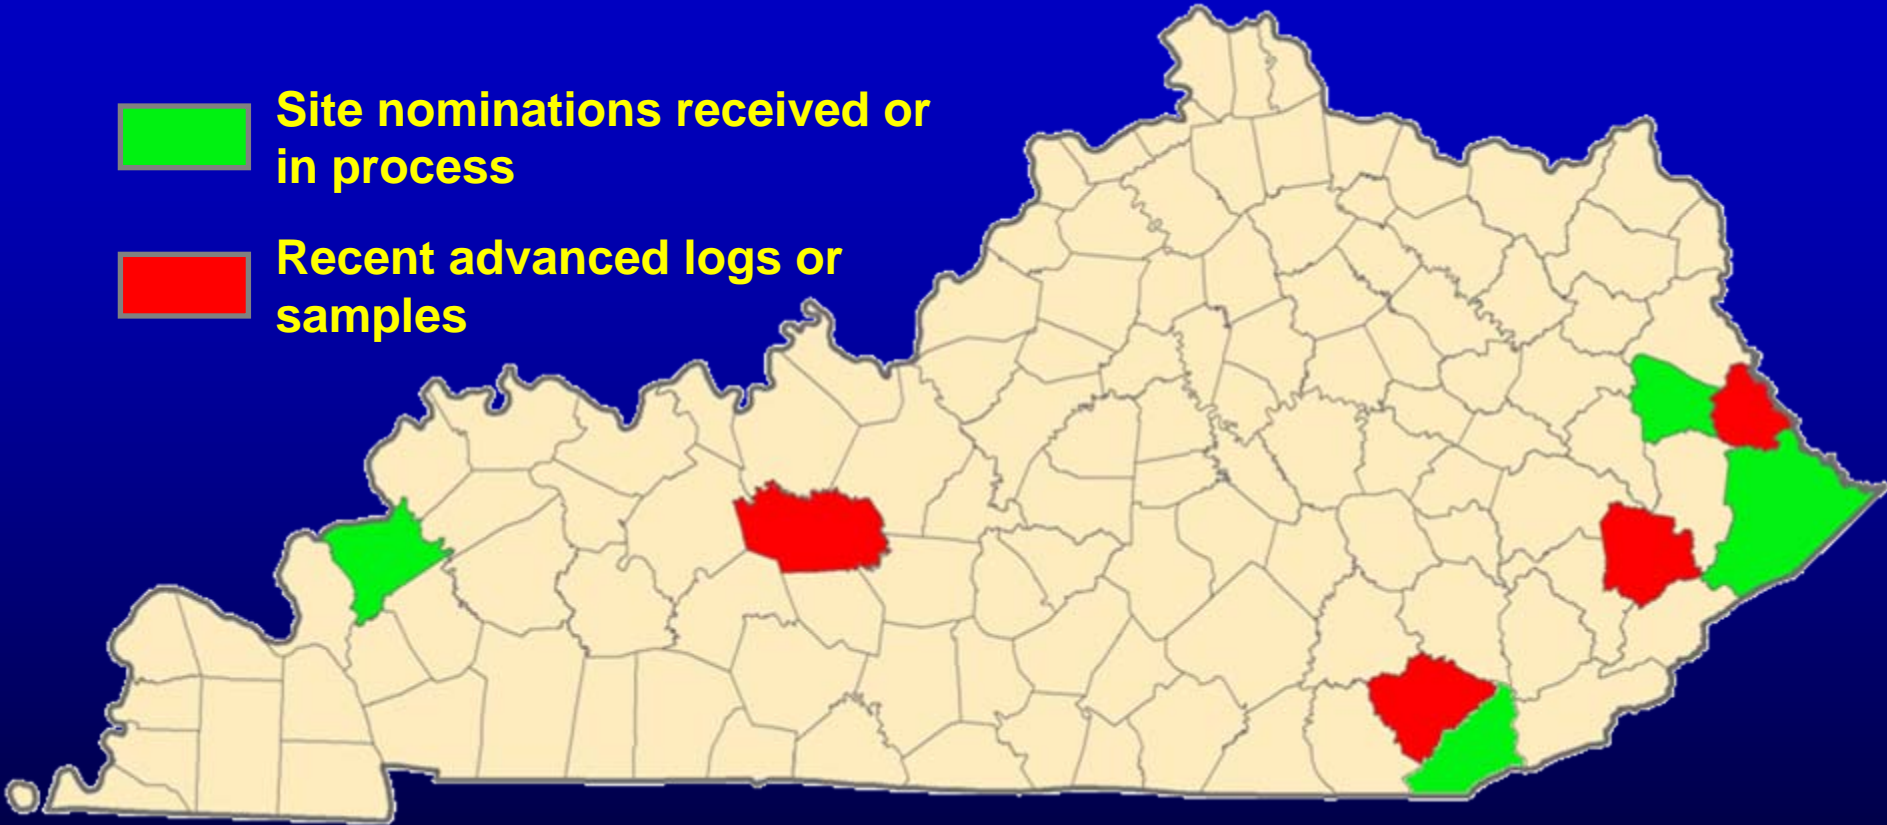 Site nominations received or
in process
Recent advanced logs or
samples